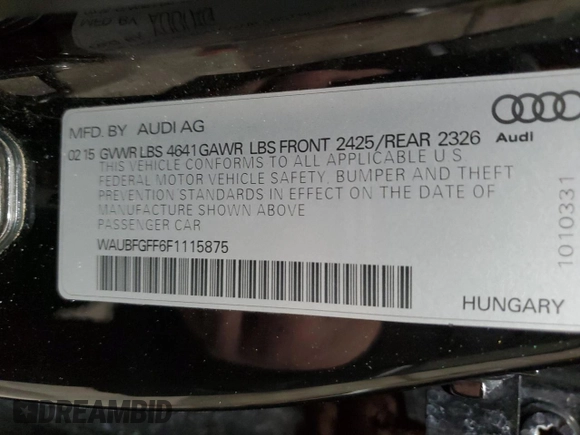 MFD. BY AUDI AG
02 15 GVWR LBS 4641 GAWR LBS FRONT 2425/REAR 2326
THIS VEHICLE CONFORMS TO ALL APPLICABLE U S
FEDERAL MOTOR VEHICLE SAFETY, BUMPER AND THEFT
PREVENTION STANDARDS IN EFFECT ON THE DATE OF
MANUFACTURE SHOWN ABOVE
PASSENGER CAR
WAUBFGFF6F1115875
Audi
1010331
HUNGARY
DREAMBID